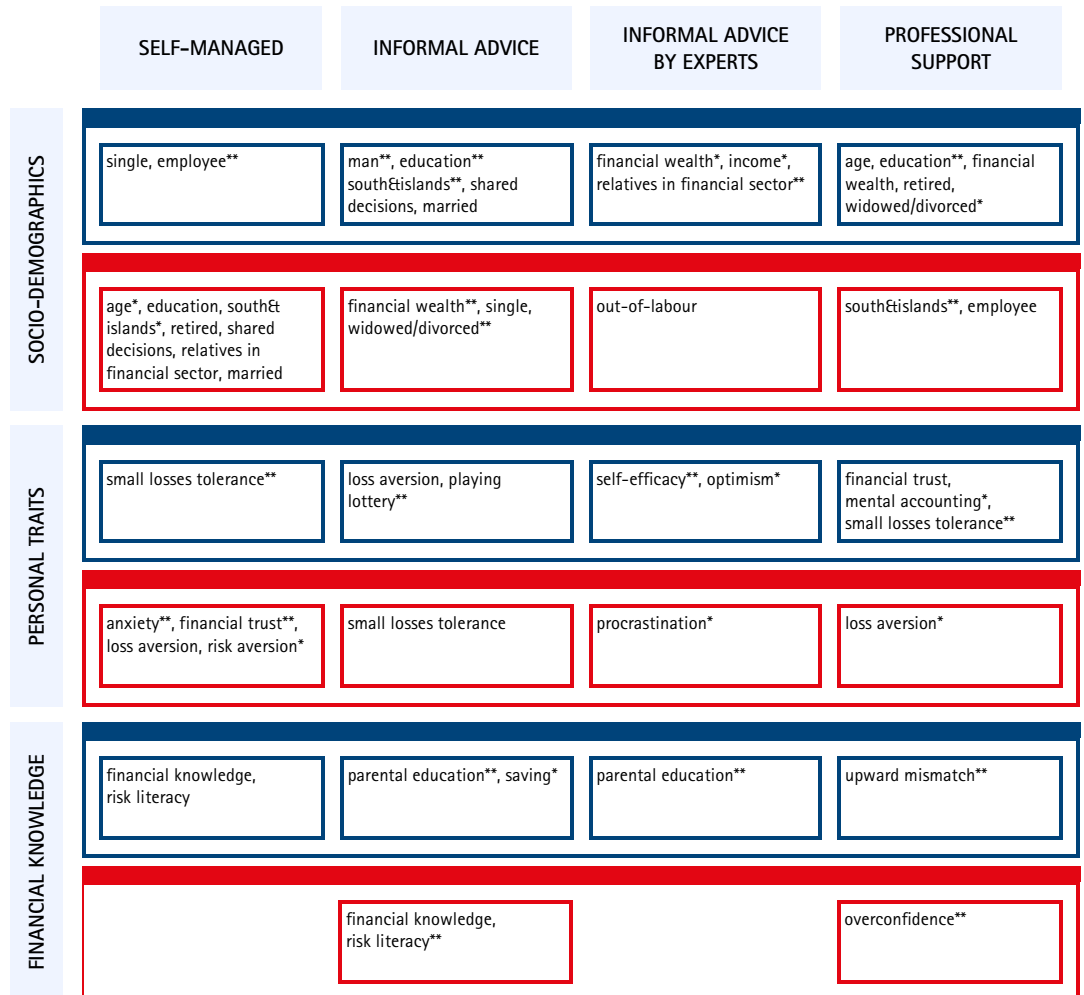 SELF-MANAGED
INFORMAL ADVICE
INFORMAL ADVICE
BY EXPERTS
PROFESSIONAL
SUPPORT
SOCIO-DEMOGRAPHICS
single, employee**
man**, education**
south&islands**, shared
decisions, married
financial wealth*, income*,
relatives in financial sector**
age, education**, financial
wealth, retired,
widowed/divorced*
age*, education, south&
islands*, retired, shared
decisions, relatives in
financial sector, married
financial wealth**, single,
widowed/divorced**
out-of-labour
south&islands**, employee
PERSONAL TRAITS
small losses tolerance**
loss aversion, playing
lottery**
self-efficacy**, optimism*
financial trust,
mental accounting*,
small losses tolerance**
anxiety**, financial trust**,
loss aversion, risk aversion*
small losses tolerance
procrastination*
loss aversion*
FINANCIAL KNOWLEDGE
financial knowledge,
risk literacy
parental education**, saving*
parental education**
upward mismatch**
financial knowledge,
risk literacy**
overconfidence**